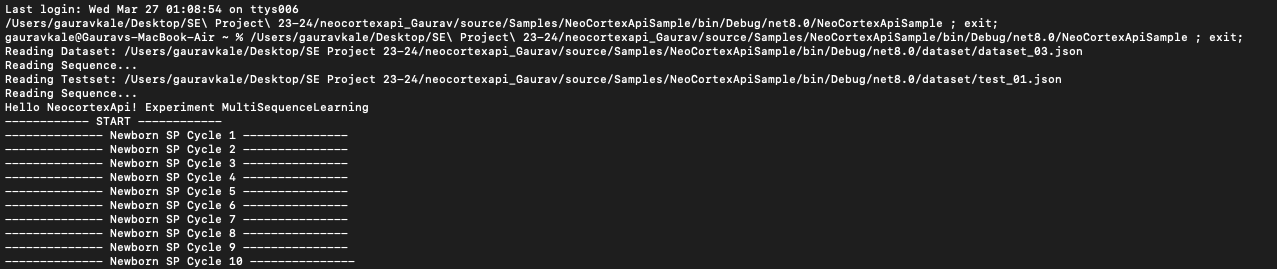 Last login: Wed Mar 27 01:08:54 on ttys006
/Users/gauravkale/Desktop/SE\ Project\ 23-24/neocortexapi_Gaurav/source/Samples/NeoCortexApiSample/bin/Debug/net8.0/NeoCortexApiSample ; exit;
gauravkale@Gauravs-MacBook-Air ~ % /Users/gauravkale/Desktop/SE\ Project\ 23-24/neocortexapi_Gaurav/source/Samples/NeoCortexApiSample/bin/Debug/net8.0/NeoCortexApiSample ; exit;
Reading Dataset: /Users/gauravkale/Desktop/SE Project 23-24/neocortexapi_Gaurav/source/Samples/NeoCortexApiSample/bin/Debug/net8.0/dataset/dataset_03.json
Reading Sequence...
Reading Testset: /Users/gauravkale/Desktop/SE Project 23-24/neocortexapi_Gaurav/source/Samples/NeoCortexApiSample/bin/Debug/net8.0/dataset/test_01.json
Reading Sequence...
Hello NeocortexApi! Experiment MultiSequenceLearning
------------ START ------------
-------------- Newborn SP Cycle 1 ---------------
-------------- Newborn SP Cycle 2 ---------------
-------------- Newborn SP Cycle 3 ---------------
-------------- Newborn SP Cycle 4 ---------------
-------------- Newborn SP Cycle 5 ---------------
-------------- Newborn SP Cycle 6 ---------------
-------------- Newborn SP Cycle 7 ---------------
-------------- Newborn SP Cycle 8 ---------------
-------------- Newborn SP Cycle 9 ---------------
-------------- Newborn SP Cycle 10 ---------------